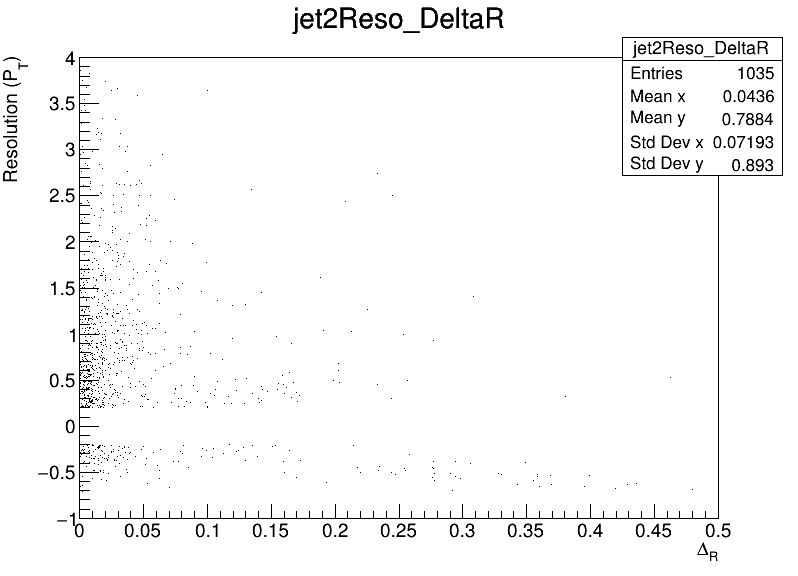 jet2Reso_DeltaR
jet2Reso_DeltaR
Entries 1035
Mean x 0.0436
Mean y 0.7884
Std Dev x 0.07193
Std Dev y 0.893
Resolution (P_T)
4
3.5
3
2.5
2
1.5
1
0.5
0
−0.5
−1
0 0.05 0.1 0.15 0.2 0.25 0.3 0.35 0.4 0.45 0.5
Δ_R